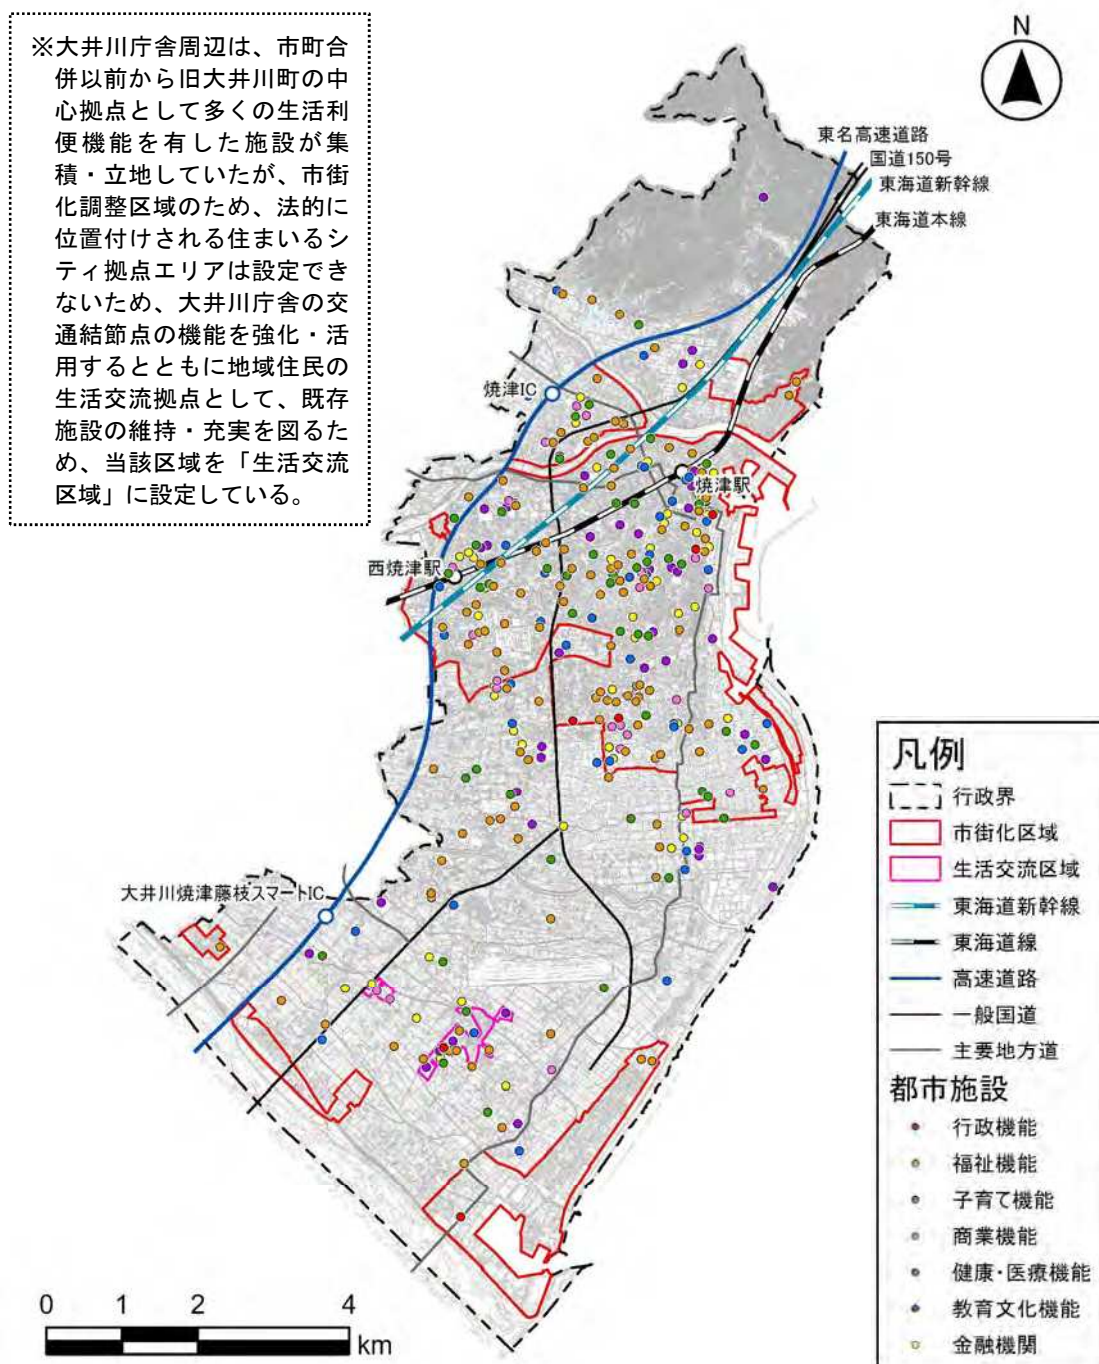 ※大井川庁舎周辺は、市町合
併以前から旧大井川町の中
心拠点として多くの生活利
便機能を有した施設が集
積・立地していたが、市街
化調整区域のため、法的に
位置付けされる住まいるシ
ティ拠点エリアは設定でき
ないため、大井川庁舎の交
通結節点の機能を強化・活
用するとともに地域住民の
生活交流拠点として、既存
施設の維持・充実を図るた
め、当該区域を「生活交流
区域」に設定している。
N
東名高速道路
国道150号
東海道新幹線
東海道本線
焼津IC
焼津駅
西焼津駅
大井川焼津藤枝スマートIC
凡例
行政界
市街化区域
生活交流区域
東海道新幹線
東海道線
高速道路
一般国道
主要地方道
都市施設
行政機能
福祉機能
子育て機能
商業機能
健康・医療機能
教育文化機能
金融機関
0 1 2 4
km